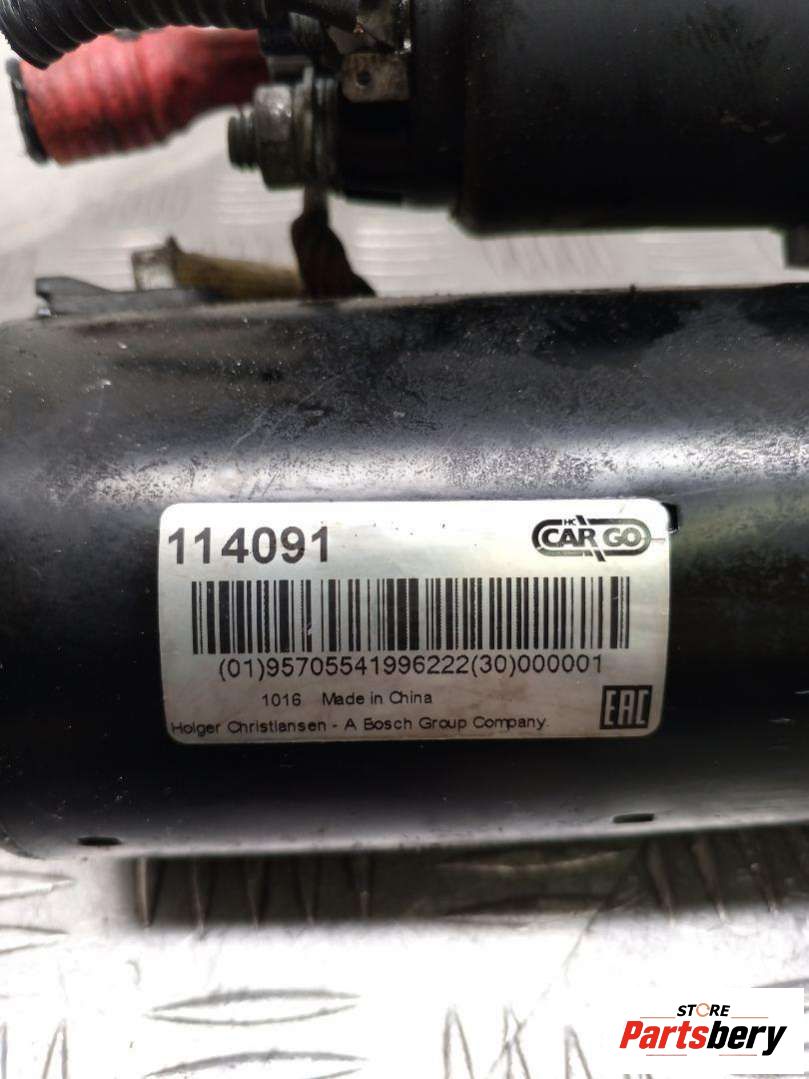 114091
HC CARGO
(01)95705541996222(30)000001
1016 Made in China
EAC
Holger Christiansen - A Bosch Group Company.
STORE
Partsbery